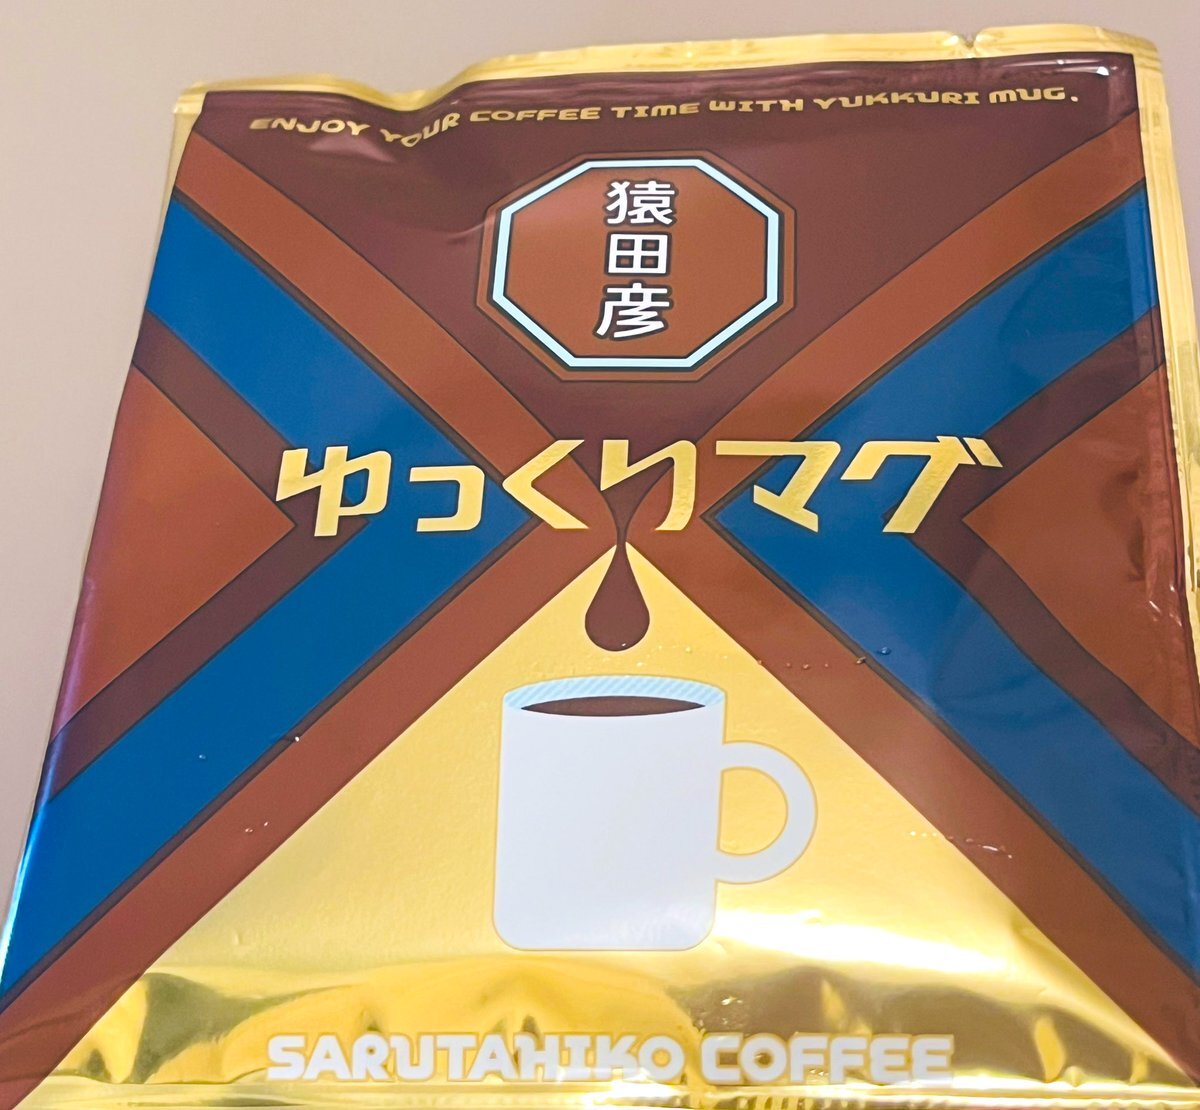 ENJOY YOUR COFFEE TIME WITH YUKKURI MUG.
猿田彦
ゆっくりマグ
SARUTAHIKO COFFEE